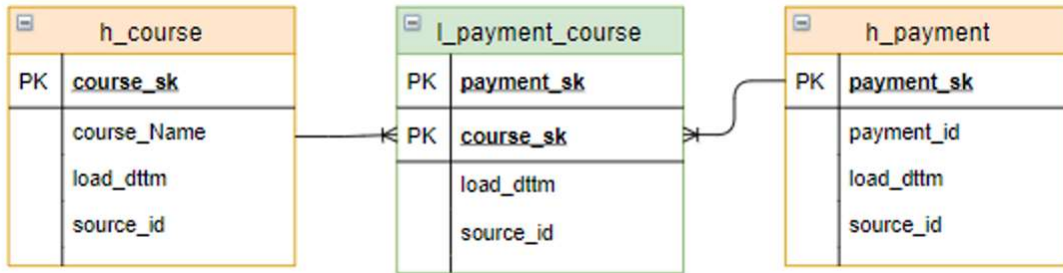 h_course
PK course_sk
course_Name
load_dttm
source_id
l_payment_course
PK payment_sk
PK course_sk
load_dttm
source_id
h_payment
PK payment_sk
payment_id
load_dttm
source_id